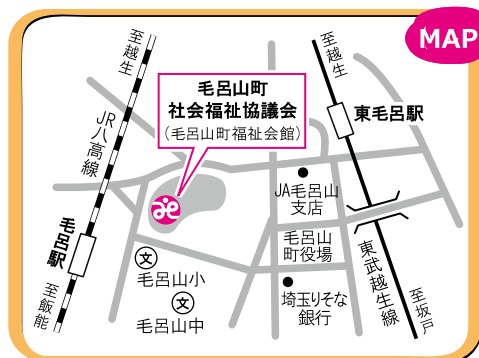 MAP
至越生
JR八高線
毛呂駅
至飯能
毛呂山町
社会福祉協議会
（毛呂山町福祉会館）
至越生
東毛呂駅
JA毛呂山
支店
毛呂山
町役場
埼玉りそな
銀行
東武越生線
至坂戸
文
毛呂山小
文
毛呂山中